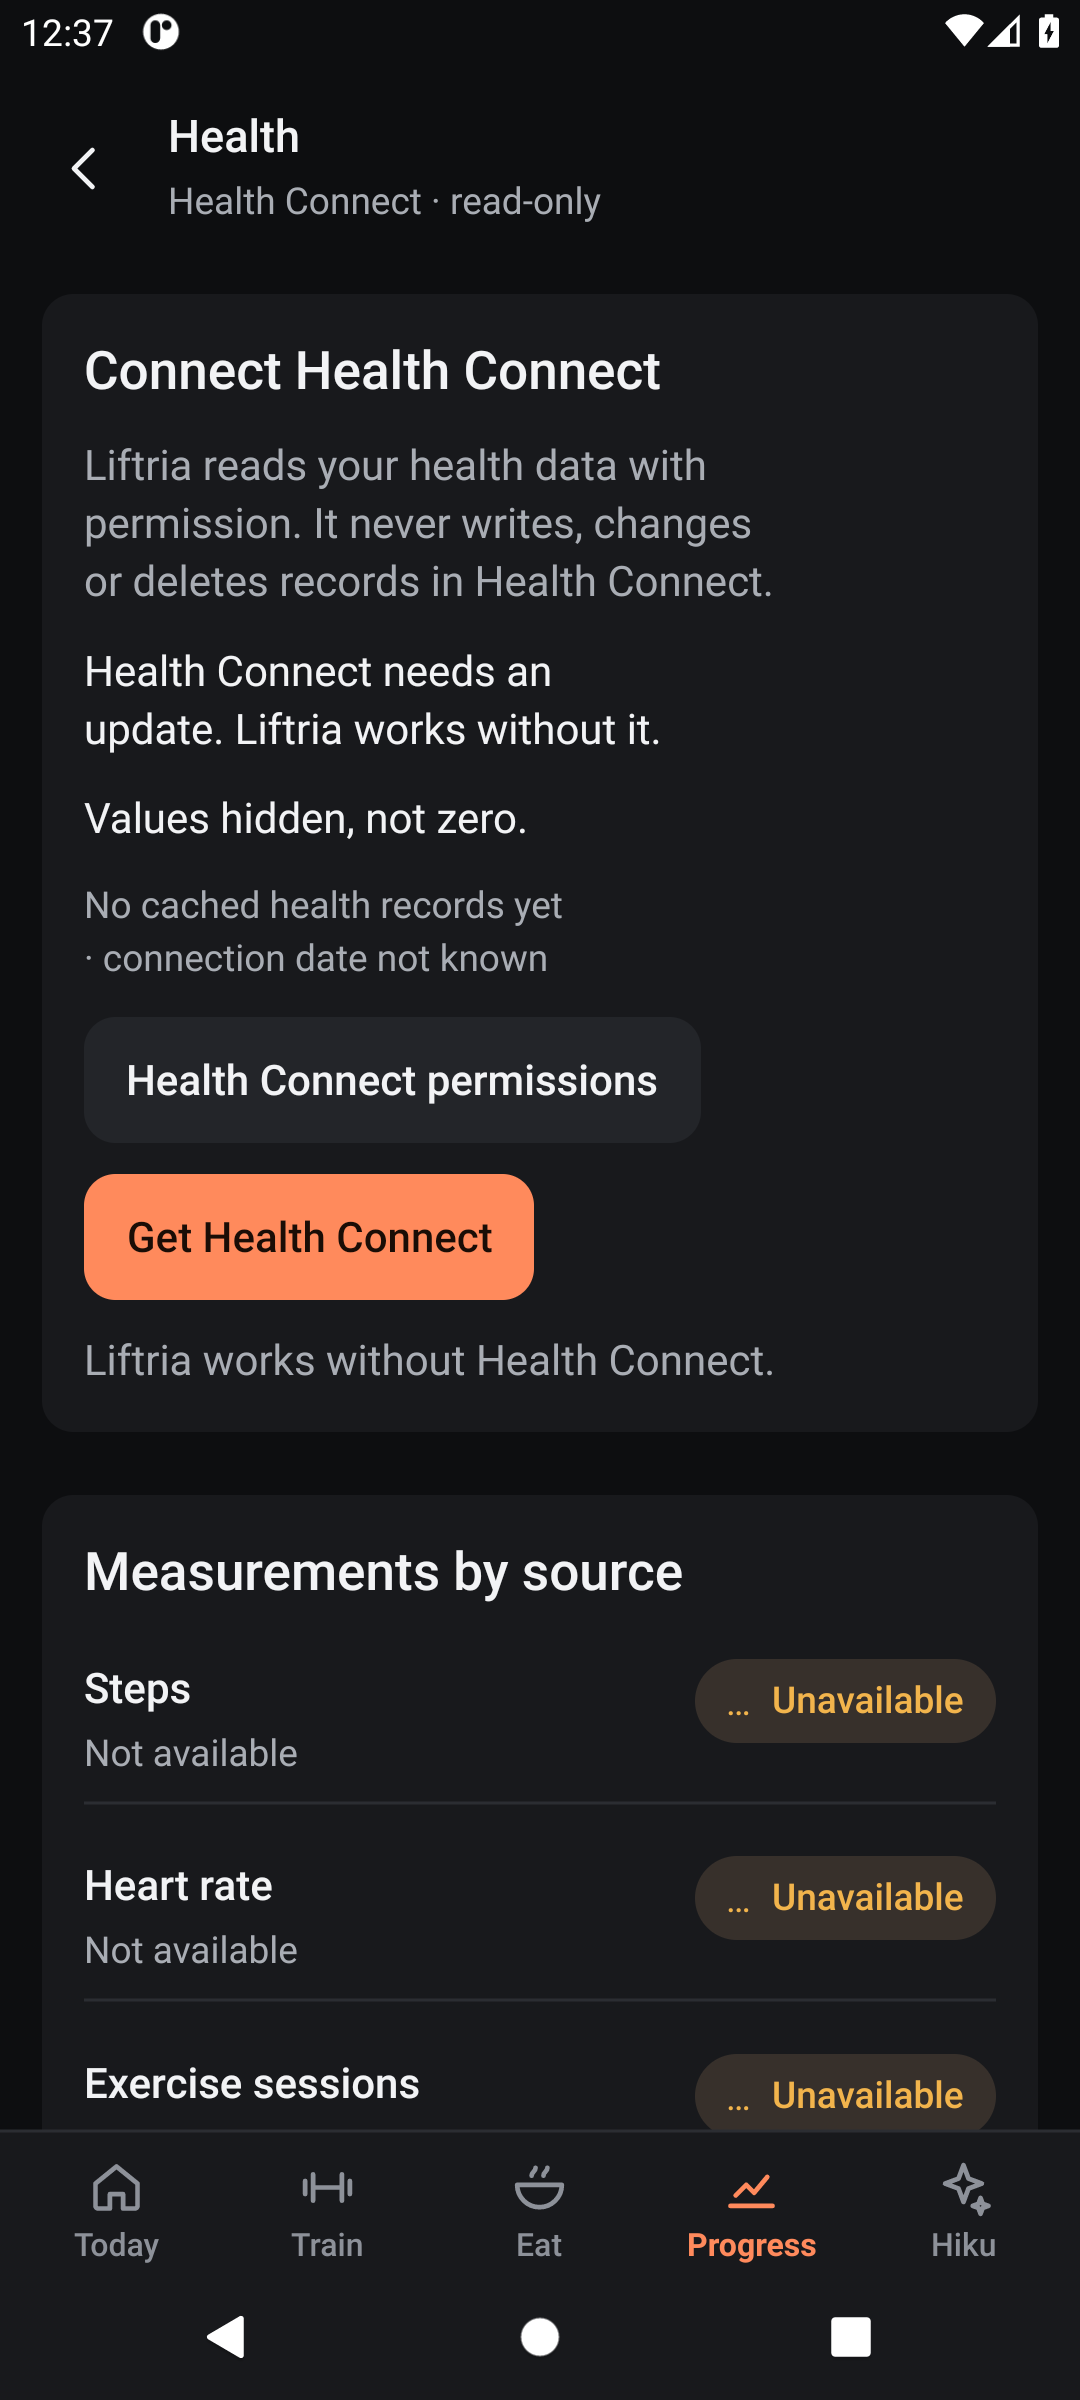 12:37
Health
Health Connect · read-only
Connect Health Connect
Liftria reads your health data with
permission. It never writes, changes
or deletes records in Health Connect.
Health Connect needs an
update. Liftria works without it.
Values hidden, not zero.
No cached health records yet
· connection date not known
Health Connect permissions
Get Health Connect
Liftria works without Health Connect.
Measurements by source
Steps
... Unavailable
Not available
Heart rate
... Unavailable
Not available
Exercise sessions
... Unavailable
Today
Train
Eat
Progress
Hiku